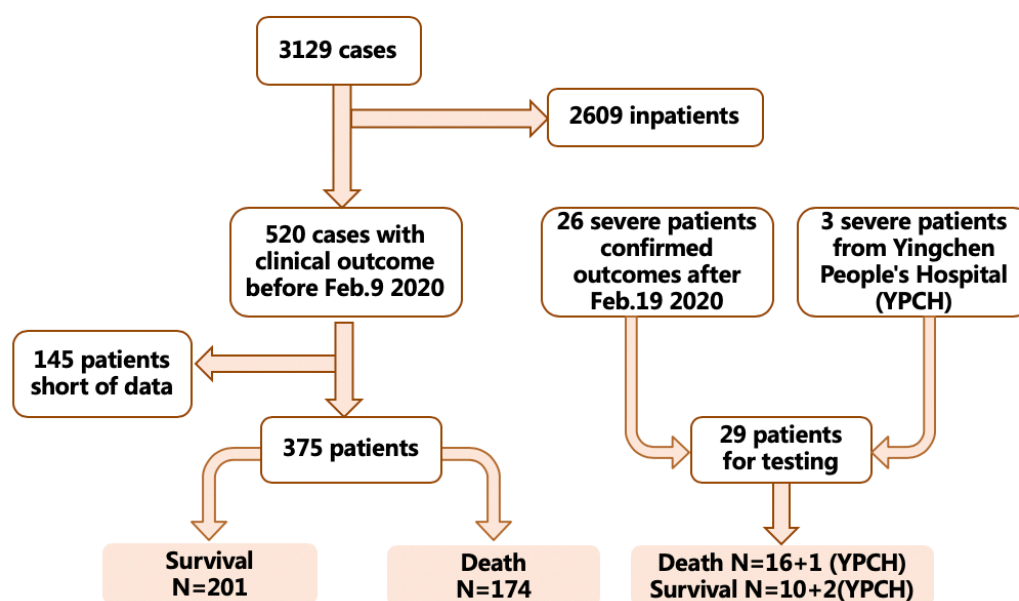 3129 cases
2609 inpatients
520 cases with
clinical outcome
before Feb.9 2020
26 severe patients
confirmed
outcomes after
Feb.19 2020
3 severe patients
from Yingchen
People's Hospital
(YPCH)
145 patients
short of data
375 patients
29 patients
for testing
Survival
N=201
Death
N=174
Death N=16+1 (YPCH)
Survival N=10+2(YPCH)